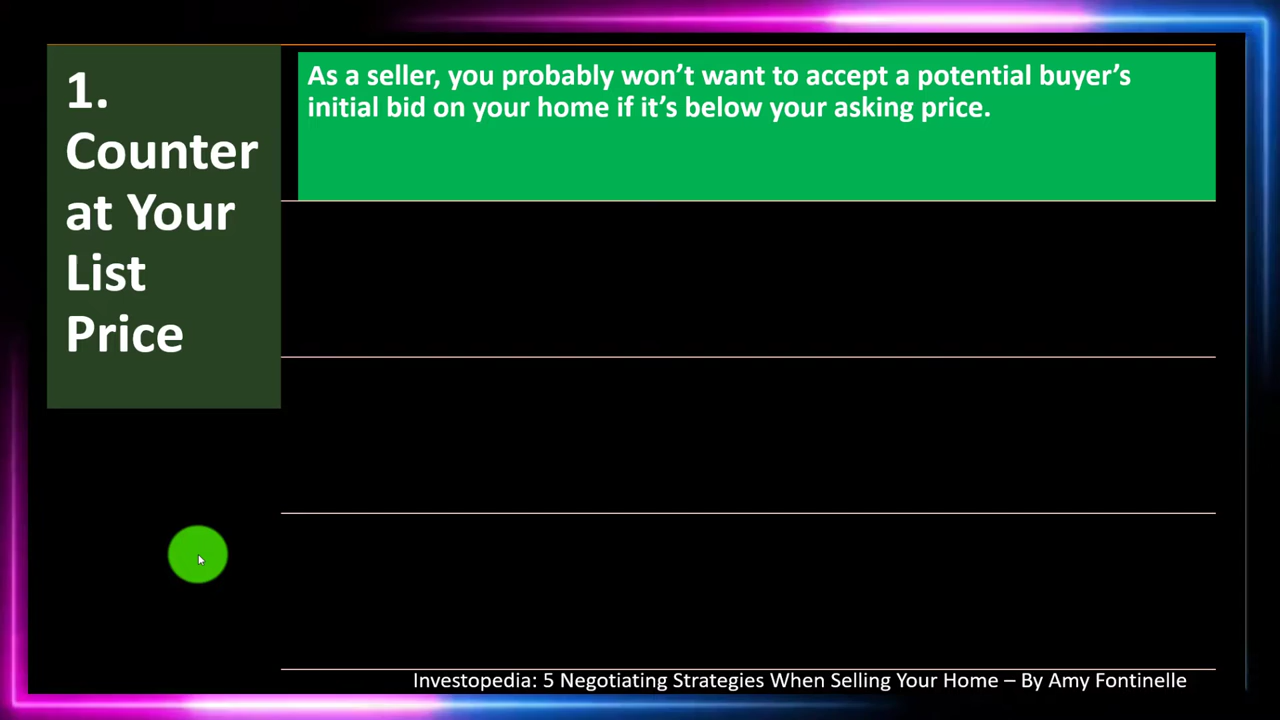 1.
Counter
at Your
List
Price
As a seller, you probably won’t want to accept a potential buyer’s
initial bid on your home if it’s below your asking price.
Investopedia: 5 Negotiating Strategies When Selling Your Home – By Amy Fontinelle